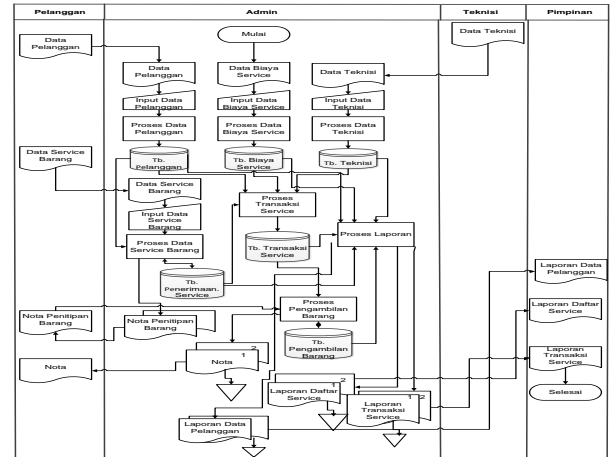 Pelanggan
Admin
Teknisi
Pimpinan
Mulai
Data Teknisi
Data
Pelanggan
Data
Pelanggan
Data Biaya
Service
Data Teknisi
Input Data
Pelanggan
Input Data
Biaya Service
Input Data
Teknisi
Proses Data
Pelanggan
Proses Data
Biaya Service
Proses Data
Teknisi
Data Service
Barang
Tb.
Pelanggan
Tb. Biaya
Service
Tb. Teknisi
Data Service
Barang
Input Data
Service
Barang
Proses
Transaksi
Service
Proses Data
Service Barang
Tb. Transaksi
Service
Proses Laporan
Tb.
Penerimaan.
Service
Laporan Data
Pelanggan
Nota Penitipan
Barang
Nota Penitipan
Barang
Proses
Pengambilan
Barang
Laporan Daftar
Service
Tb.
Pengambilan
Barang
Nota
2
1
Nota
Laporan
Transaksi
Service
Laporan Daftar
Service
2
1
Laporan
Transaksi
Service
1
2
Selesai
Laporan Data
Pelanggan